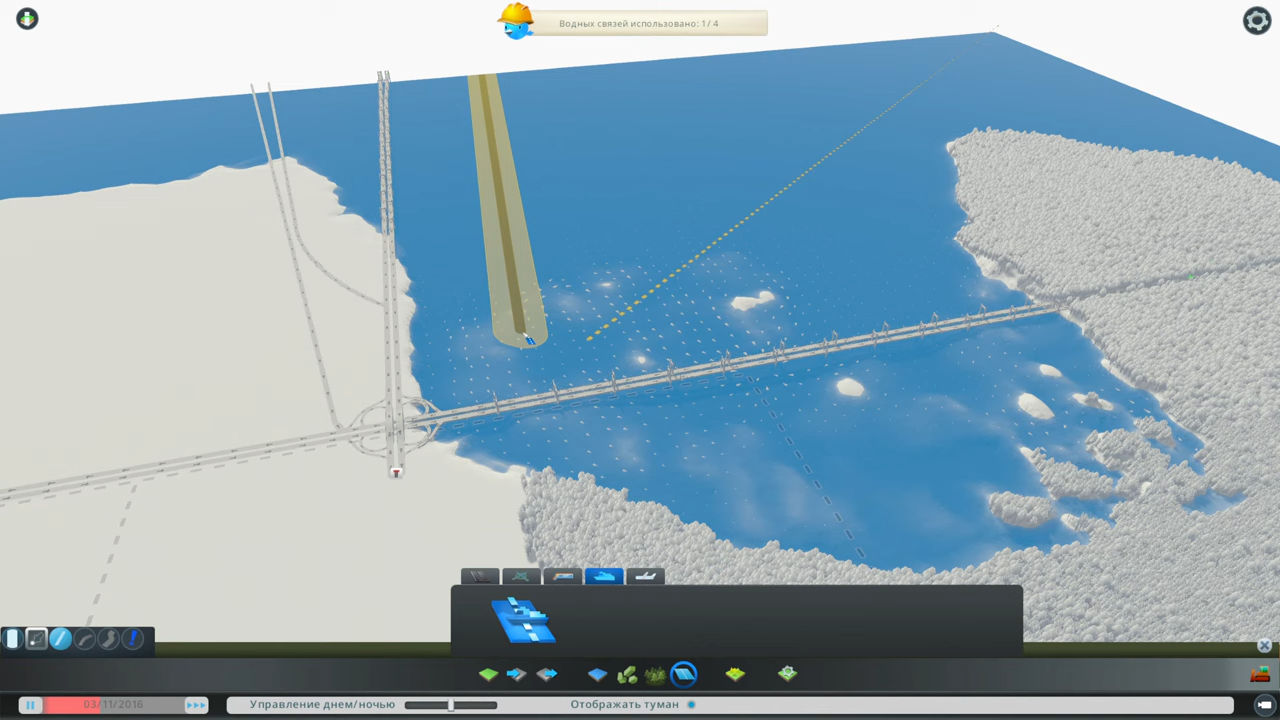 Водных связей использовано: 1/ 4
03/11/2016
Управление днем/ночью
Отображать туман